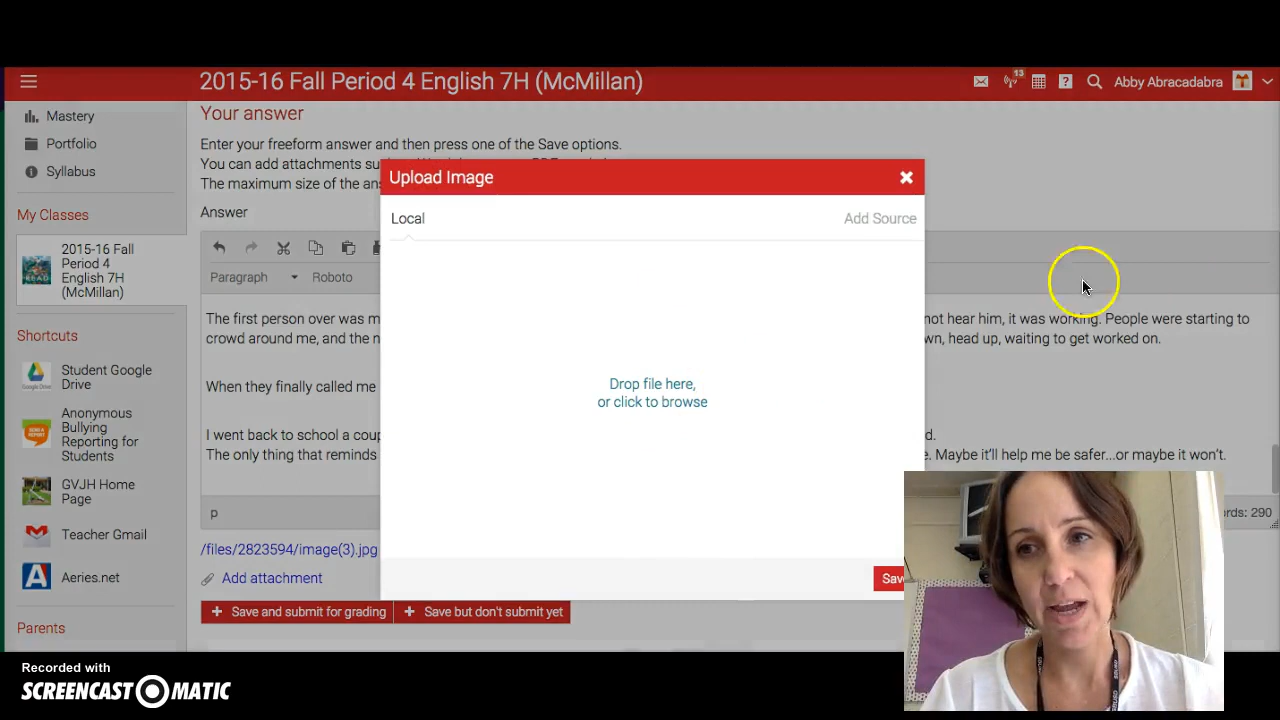 2015-16 Fall Period 4 English 7H (McMillan)
13
Abby Abracadabra
Mastery
Portfolio
Syllabus
My Classes
2015-16 Fall
Period 4
English 7H
(McMillan)
Shortcuts
Student Google
Drive
Anonymous
Bullying
Reporting for
Students
GVJH Home
Page
Teacher Gmail
Aeries.net
Parents
Your answer
Enter your freeform answer and then press one of the Save options.
You can add attachments
The maximum size of the
Answer
Paragraph Roboto
The first person over was not hear him, it was working. People were starting to
crowd around me, and the head up, waiting to get worked on.
When they finally called me
I went back to school a
The only thing that reminds Maybe it'll help me be safer...or maybe it won't.
p
290
/files/2823594/image(3).jpg
Add attachment
+ Save and submit for grading + Save but don't submit yet
Upload Image
Local Add Source
Drop file here,
or click to browse
Recorded with
SCREENCAST MATIC